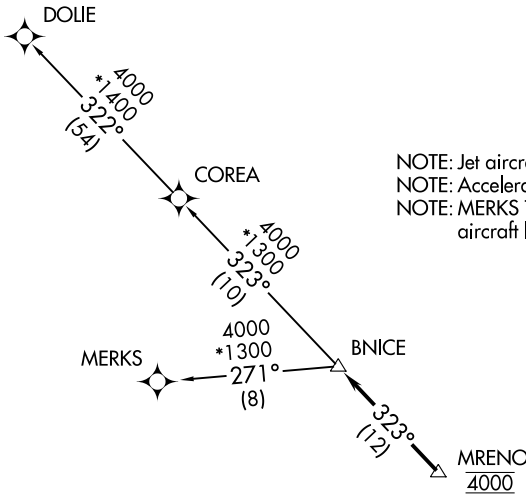 DOLIE
4000
*1400
322°
(54)
NOTE: Jet aircra
NOTE: Accelera
NOTE: MERKS
aircraft
COREA
4000
*1300
323°
(10)
4000
*1300
271°
(8)
MERKS
BNICE
323°
(12)
MRENO
4000